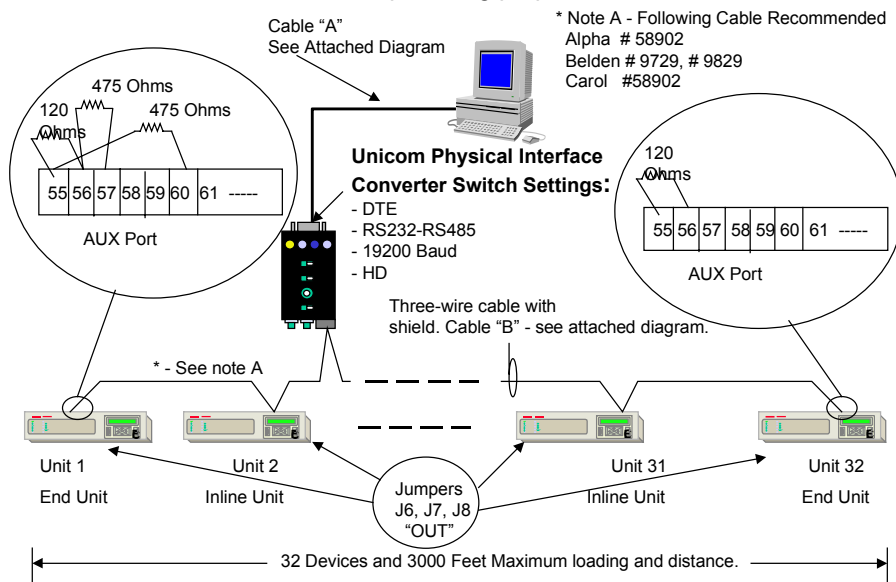 Cable “A”
See Attached Diagram
* Note A - Following Cable Recommended
Alpha # 58902
Belden # 9729, # 9829
Carol #58902
475 Ohms
120
Ohms
475 Ohms
55 56 57 58 59 60 61 -----
AUX Port
Unicom Physical Interface
Converter Switch Settings:
- DTE
- RS232-RS485
- 19200 Baud
- HD
120
Ohms
55 56 57 58 59 60 61 -----
AUX Port
Three-wire cable with
shield. Cable “B” - see attached diagram.
* - See note A
Unit 1
End Unit
Unit 2
Inline Unit
Jumpers
J6, J7, J8
“OUT”
Unit 31
Inline Unit
Unit 32
End Unit
32 Devices and 3000 Feet Maximum loading and distance.